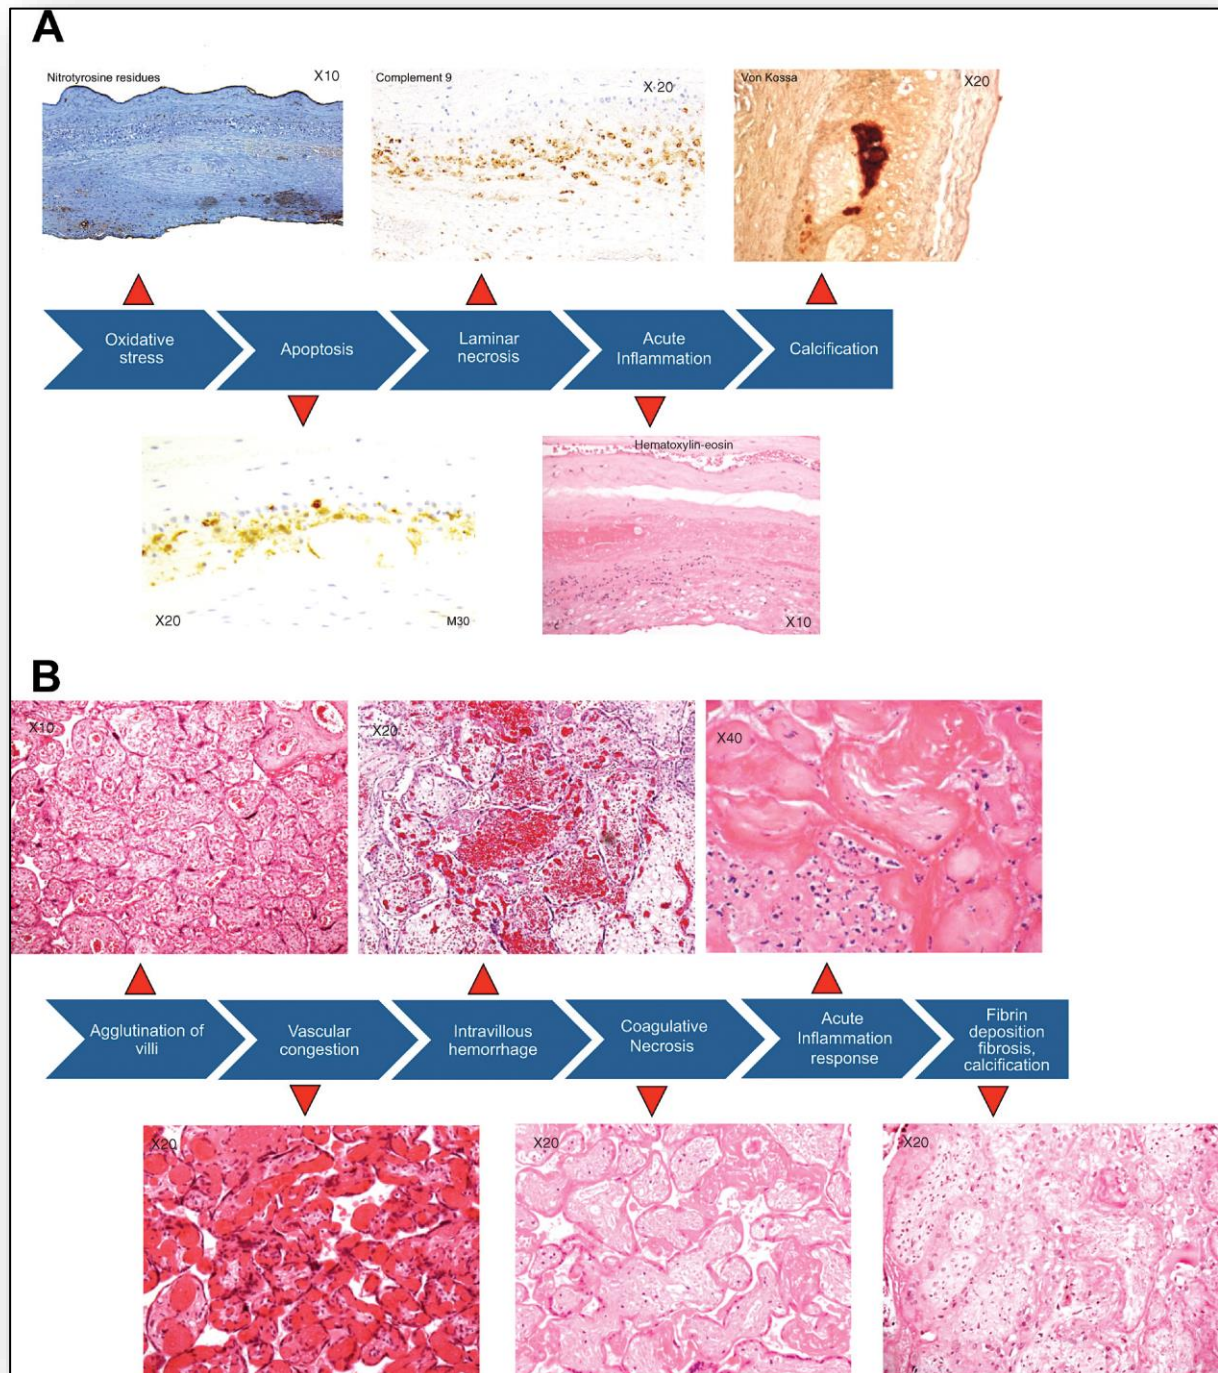 A
Nitrotyrosine residues
X10
Complement 9
X 20
Von Kossa
X20
Oxidative
stress
Apoptosis
Laminar
necrosis
Acute
Inflammation
Calcification
X20
M30
Hematoxylin-eosin
X10
B
X10
X20
X40
Agglutination of
villi
Vascular
congestion
Intravillous
hemorrhage
Coagulative
Necrosis
Acute
Inflammation
response
Fibrin
deposition
fibrosis,
calcification
X20
X20
X20